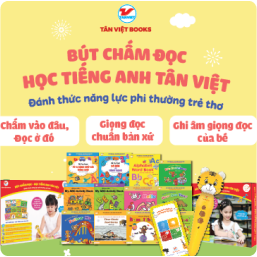 TÂN VIỆT BOOKS
BÚT CHẤM ĐỌC
HỌC TIẾNG ANH TÂN VIỆT
Đánh thức năng lực phi thường trẻ thơ
Chấm vào đâu,
Đọc ở đó
Giọng đọc
chuẩn bản xứ
Ghi âm giọng đọc
của bé